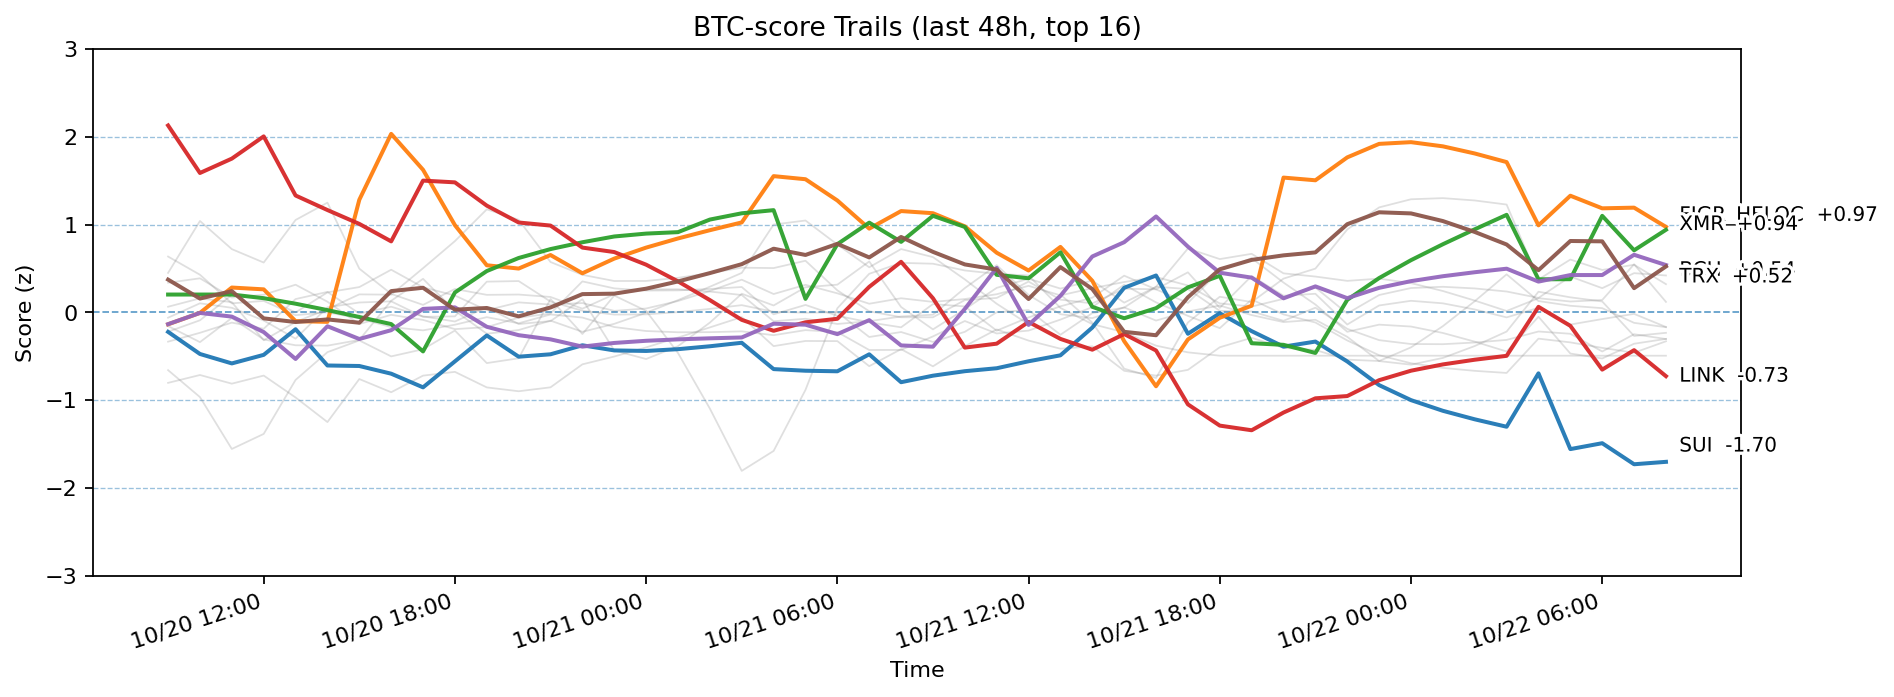 BTC-score Trails (last 48h, top 16)
Score (z)
3
2
1
0
−1
−2
−3
+0.97
XMR +0.94
TRX +0.52
LINK -0.73
SUI -1.70
10/20 12:00
10/20 18:00
10/21 00:00
10/21 06:00
10/21 12:00
10/21 18:00
10/22 00:00
10/22 06:00
Time